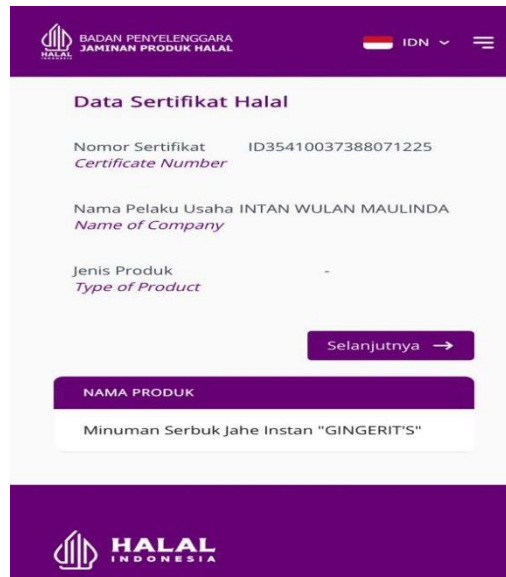 HALAL
INDONESIA
BADAN PENYELENGGARA
JAMINAN PRODUK HALAL
IDN
Data Sertifikat Halal
Nomor Sertifikat ID35410037388071225
Certificate Number
Nama Pelaku Usaha INTAN WULAN MAULINDA
Name of Company
Jenis Produk -
Type of Product
Selanjutnya →
NAMA PRODUK
Minuman Serbuk Jahe Instan "GINGERIT'S"
HALAL
INDONESIA